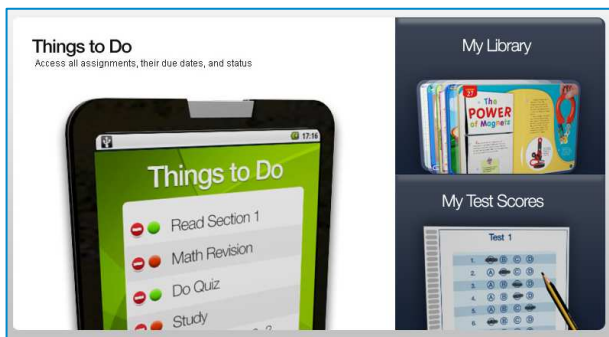 Things to Do
Access all assignments, their due dates, and status
17:16
Things to Do
Read Section 1
Math Revision
Do Quiz
Study
My Library
27
The
POWER
of Magnets
My Test Scores
Test 1
1. B C D
2. A C D
3. A B D
4. A B D
5. A B C
6. B C D